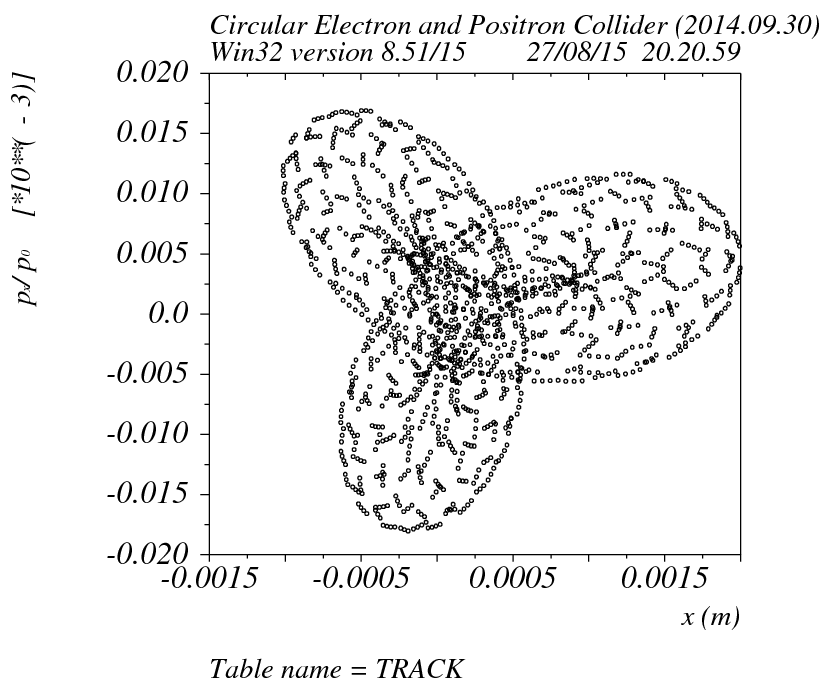 Circular Electron and Positron Collider (2014.09.30)
Win32 version 8.51/15 27/08/15 20.20.59
px/ p0 [*10**( - 3)]
0.020
0.015
0.010
0.005
0.0
-0.005
-0.010
-0.015
-0.020
-0.0015 -0.0005 0.0005 0.0015
x (m)
Table name = TRACK